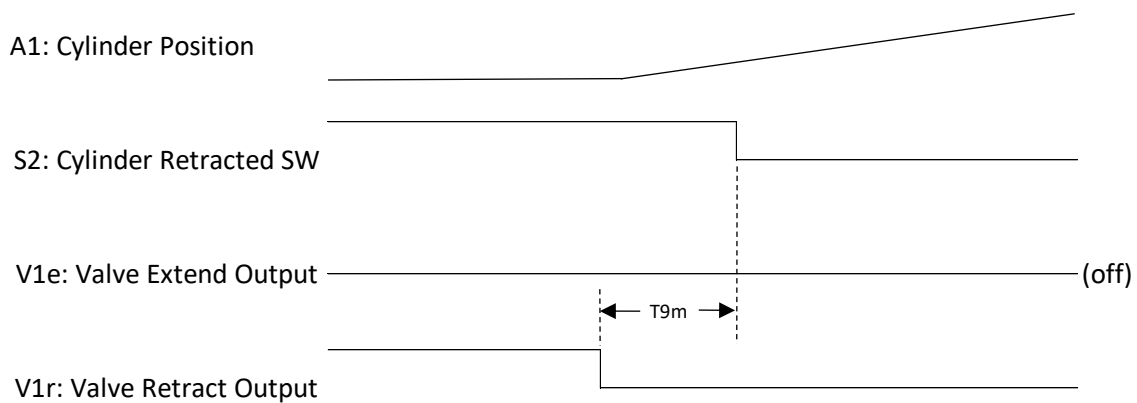 A1: Cylinder Position
S2: Cylinder Retracted SW
V1e: Valve Extend Output
(off)
T9m
V1r: Valve Retract Output